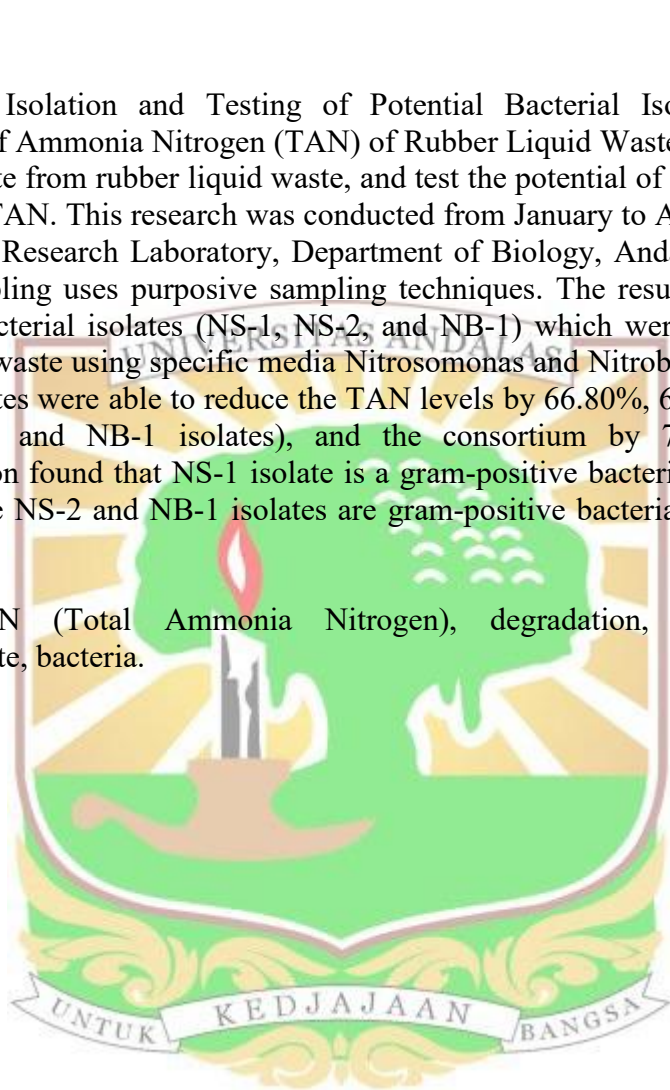 Isolation and Testing of Potential Bacterial Iso
f Ammonia Nitrogen (TAN) of Rubber Liquid Waste
te from rubber liquid waste, and test the potential of
TAN. This research was conducted from January to A
Research Laboratory, Department of Biology, Anda
pling uses purposive sampling techniques. The resu
cterial isolates (NS-1, NS-2, and NB-1) which wer
UNIVERSITAS ANDALAS
waste using specific media Nitrosomonas and Nitrob
tes were able to reduce the TAN levels by 66.80%, 6
and NB-1 isolates), and the consortium by 7
on found that NS-1 isolate is a gram-positive bacteri
e NS-2 and NB-1 isolates are gram-positive bacteria
N (Total Ammonia Nitrogen), degradation,
te, bacteria.
UNTUK KEDJAJAAN BANGSA